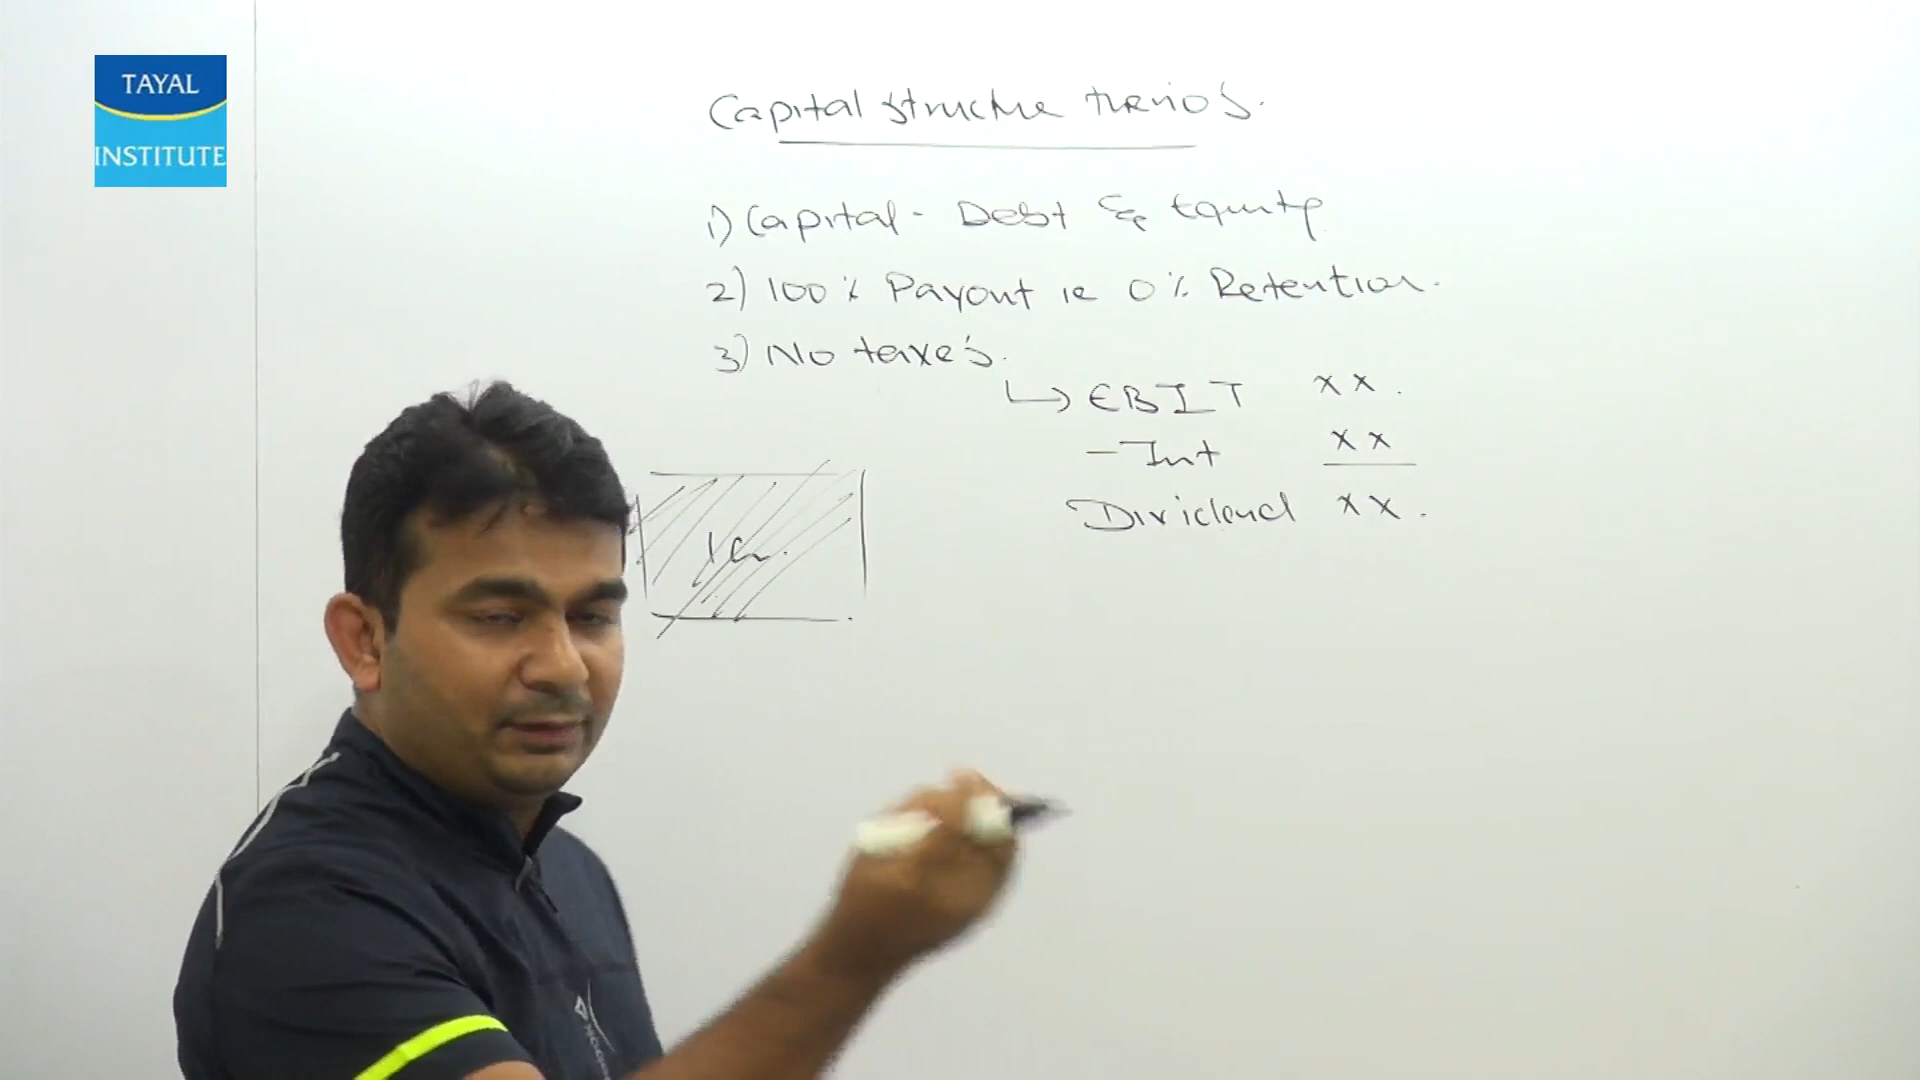 TAYAL
INSTITUTE
Capital structure theories.
1) Capital - Debt & Equity
2) 100% Payout ie 0% Retention.
3) No taxes.
↳ EBIT xx.
- Int xx
Dividend xx.
1cr.